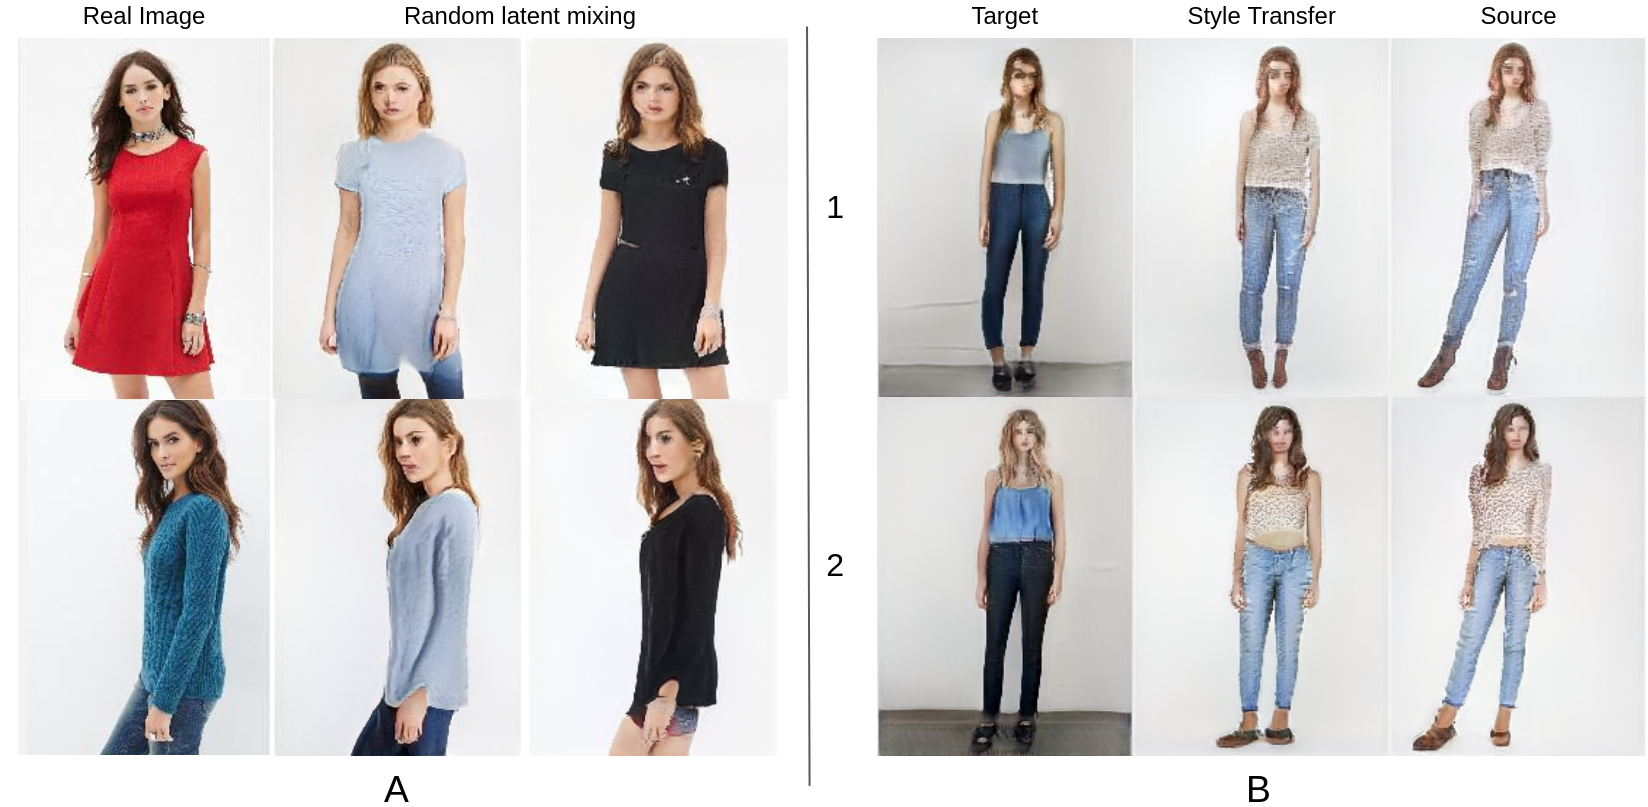 Real Image
Random latent mixing
Target
Style Transfer
Source
1
2
A
B